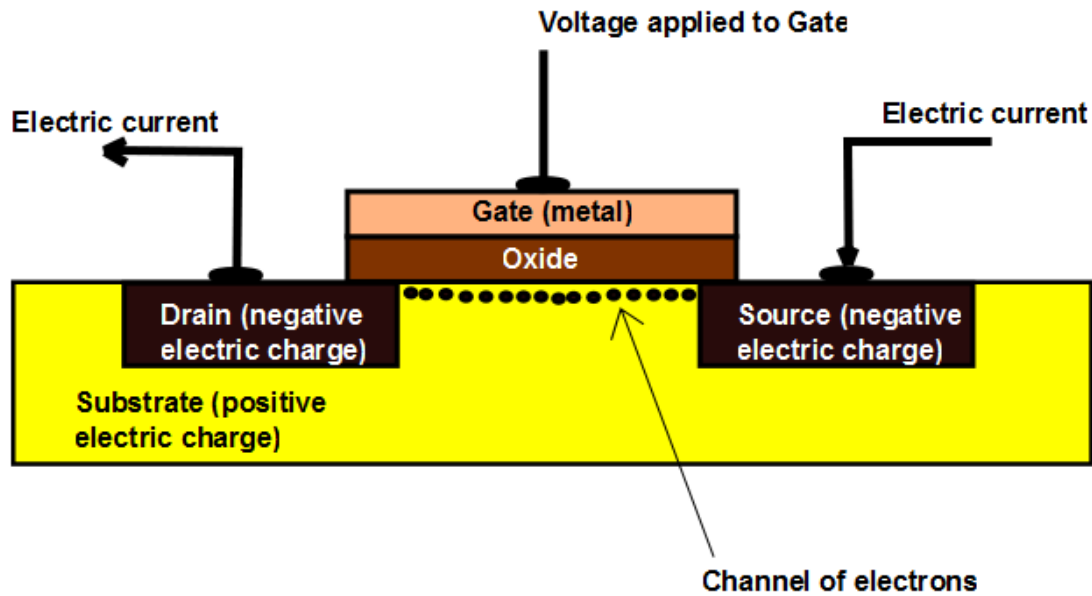 Voltage applied to Gate
Electric current
Electric current
Gate (metal)
Oxide
Drain (negative
electric charge)
Source (negative
electric charge)
Substrate (positive
electric charge)
Channel of electrons